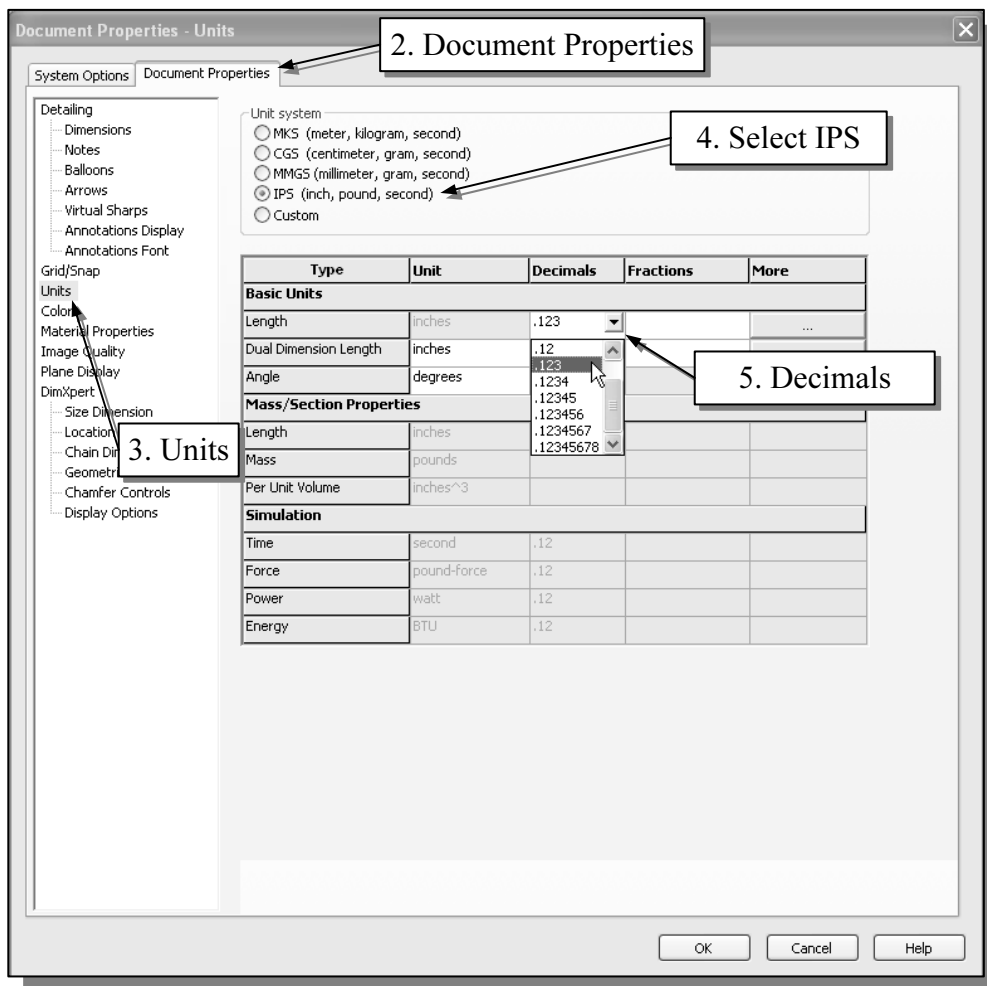 Document Properties - Units
2. Document Properties
System Options
Document Properties
Detailing
Dimensions
Notes
Balloons
Arrows
Virtual Sharps
Annotations Display
Annotations Font
Grid/Snap
Units
Color
Material Properties
Image Quality
Plane Display
DimXpert
Size Dimension
Location
Chain Di
Geometri
Chamfer Controls
Display Options
3. Units
Unit system
MKS (meter, kilogram, second)
CGS (centimeter, gram, second)
MMGS (millimeter, gram, second)
IPS (inch, pound, second)
Custom
4. Select IPS
Type Unit Decimals Fractions More
Basic Units
Length inches .123 ...
Dual Dimension Length inches
Angle degrees
.12
.123
.1234
.12345
.123456
.1234567
.12345678
5. Decimals
Mass/Section Properties
Length inches
Mass pounds
Per Unit Volume inches^3
Simulation
Time second .12
Force pound-force .12
Power watt .12
Energy BTU .12
OK Cancel Help